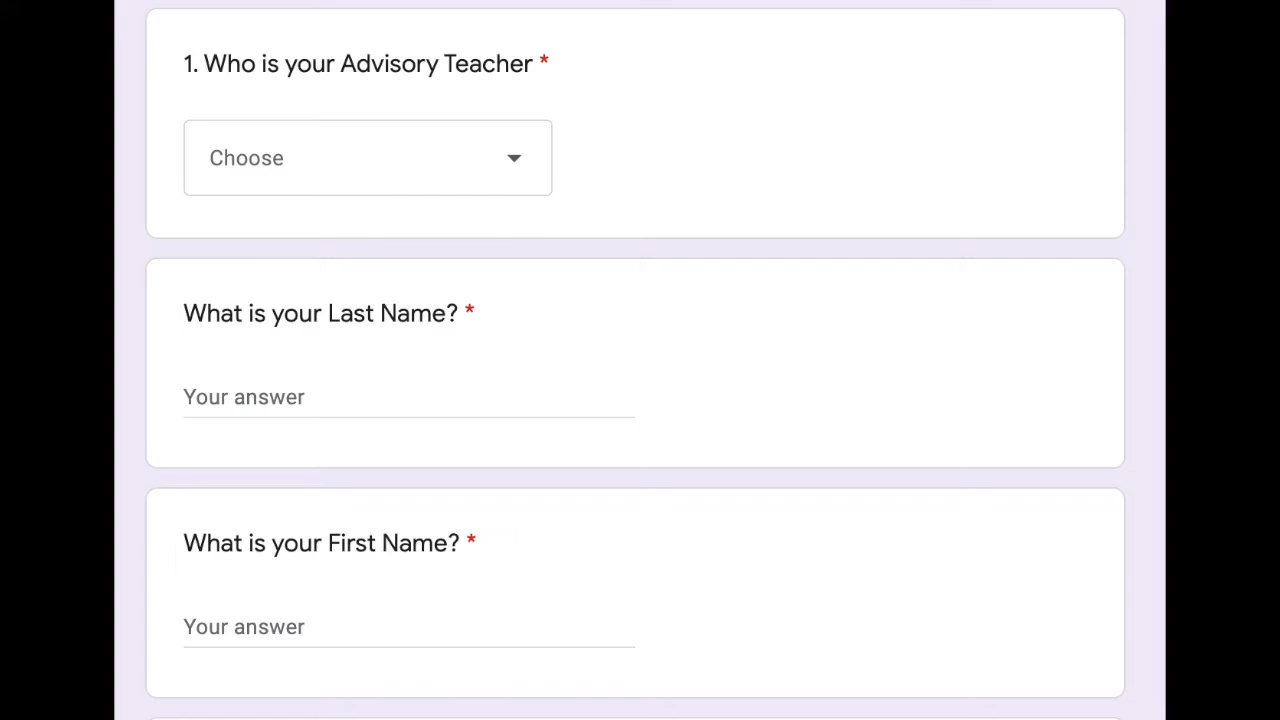 1. Who is your Advisory Teacher *
Choose
What is your Last Name? *
Your answer
What is your First Name? *
Your answer